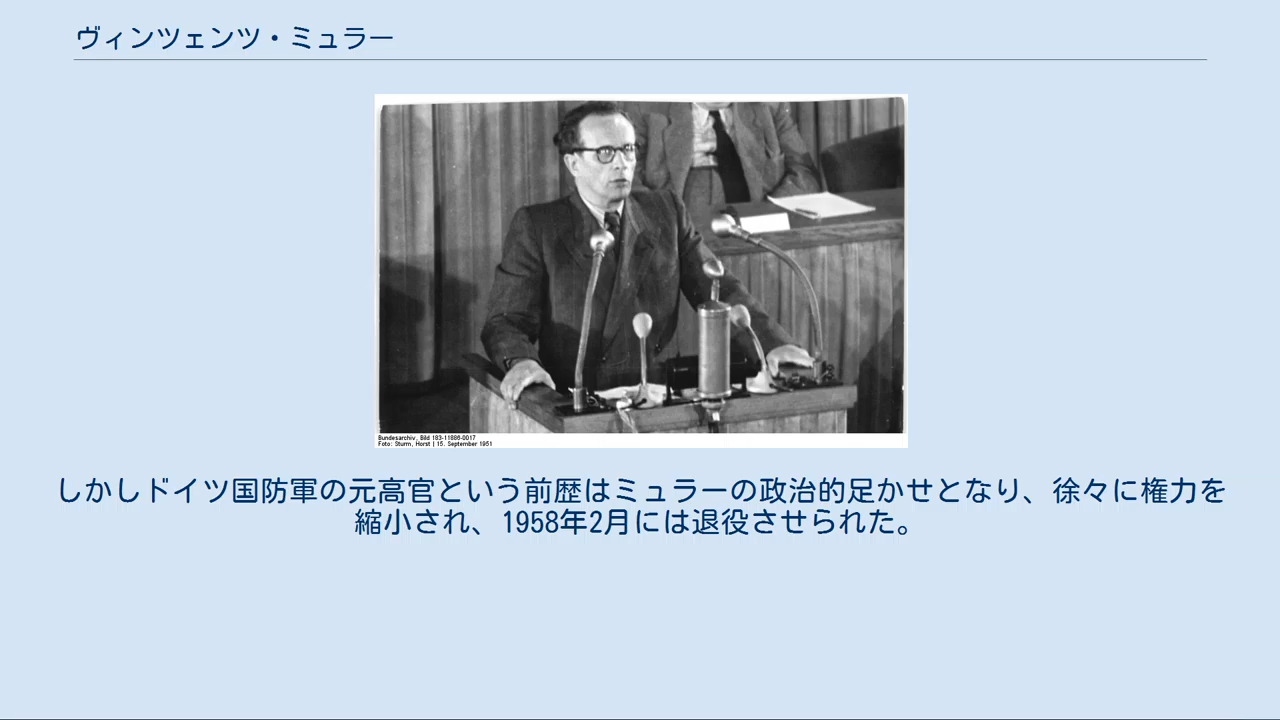 ヴィンツェンツ・ミュラー
Bundesarchiv, Bild 183-11886-0017
Foto: Sturm, Horst | 15. September 1951
しかしドイツ国防軍の元高官という前歴はミュラーの政治的足かせとなり、徐々に権力を
縮小され、1958年2月には退役させられた。